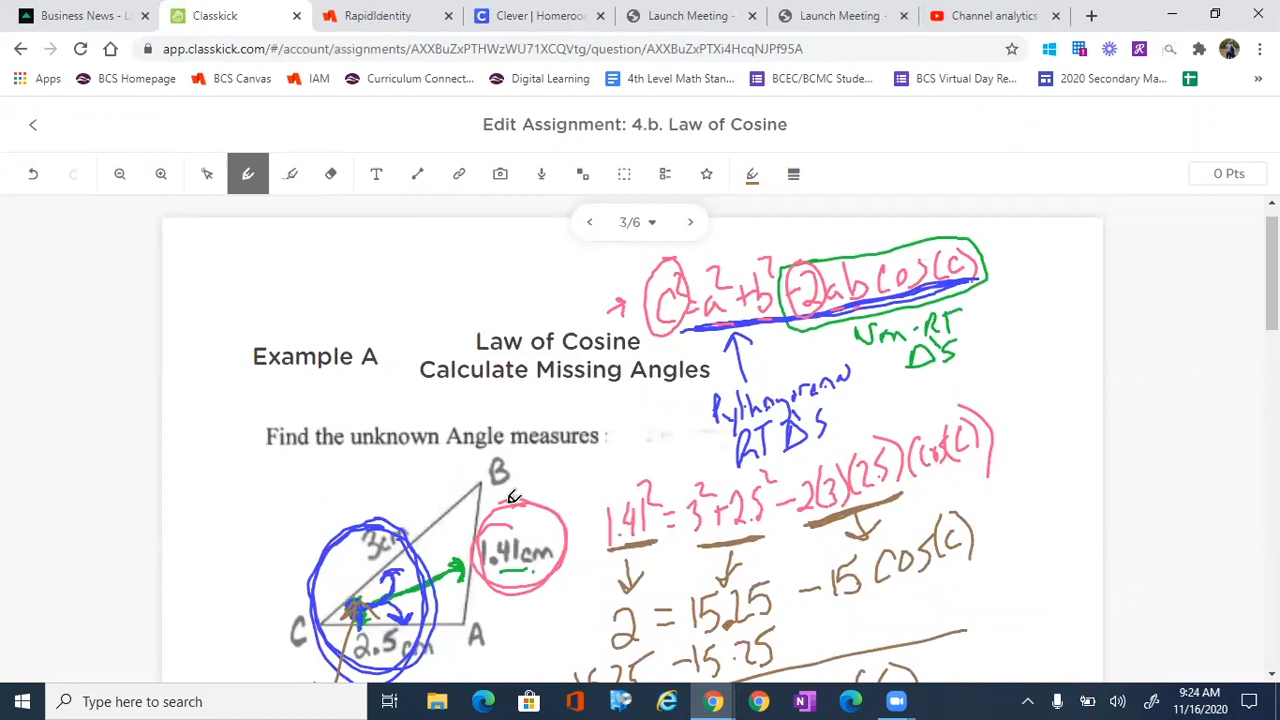 Business News - L
Classkick
RapidIdentity
Clever | Homeroom
Launch Meeting -
Launch Meeting -
Channel analytics
app.classkick.com/#/account/assignments/AXXBuZxPTHWzWU71XCQVtg/question/AXXBuZxPTXi4HcqNJPf95A
Apps
BCS Homepage
BCS Canvas
IAM
Curriculum Connect...
Digital Learning
4th Level Math Stan...
BCEC/BCMC Stude...
BCS Virtual Day Re...
2020 Secondary Ma...
Edit Assignment: 4.b. Law of Cosine
0 Pts
3/6
c² = a² + b² -2ab cos(c)
Non-RT
Δs
Example A
Law of Cosine
Calculate Missing Angles
Pythagorean
RT Δs
Find the unknown Angle measures :
B
3cm
1.41cm
C
2.5cm
A
1.41² = 3² + 2.5² - 2(3)(2.5)(cos(C))
2 = 15.25 - 15 cos(c)
-15.25
Type here to search
9:24 AM
11/16/2020